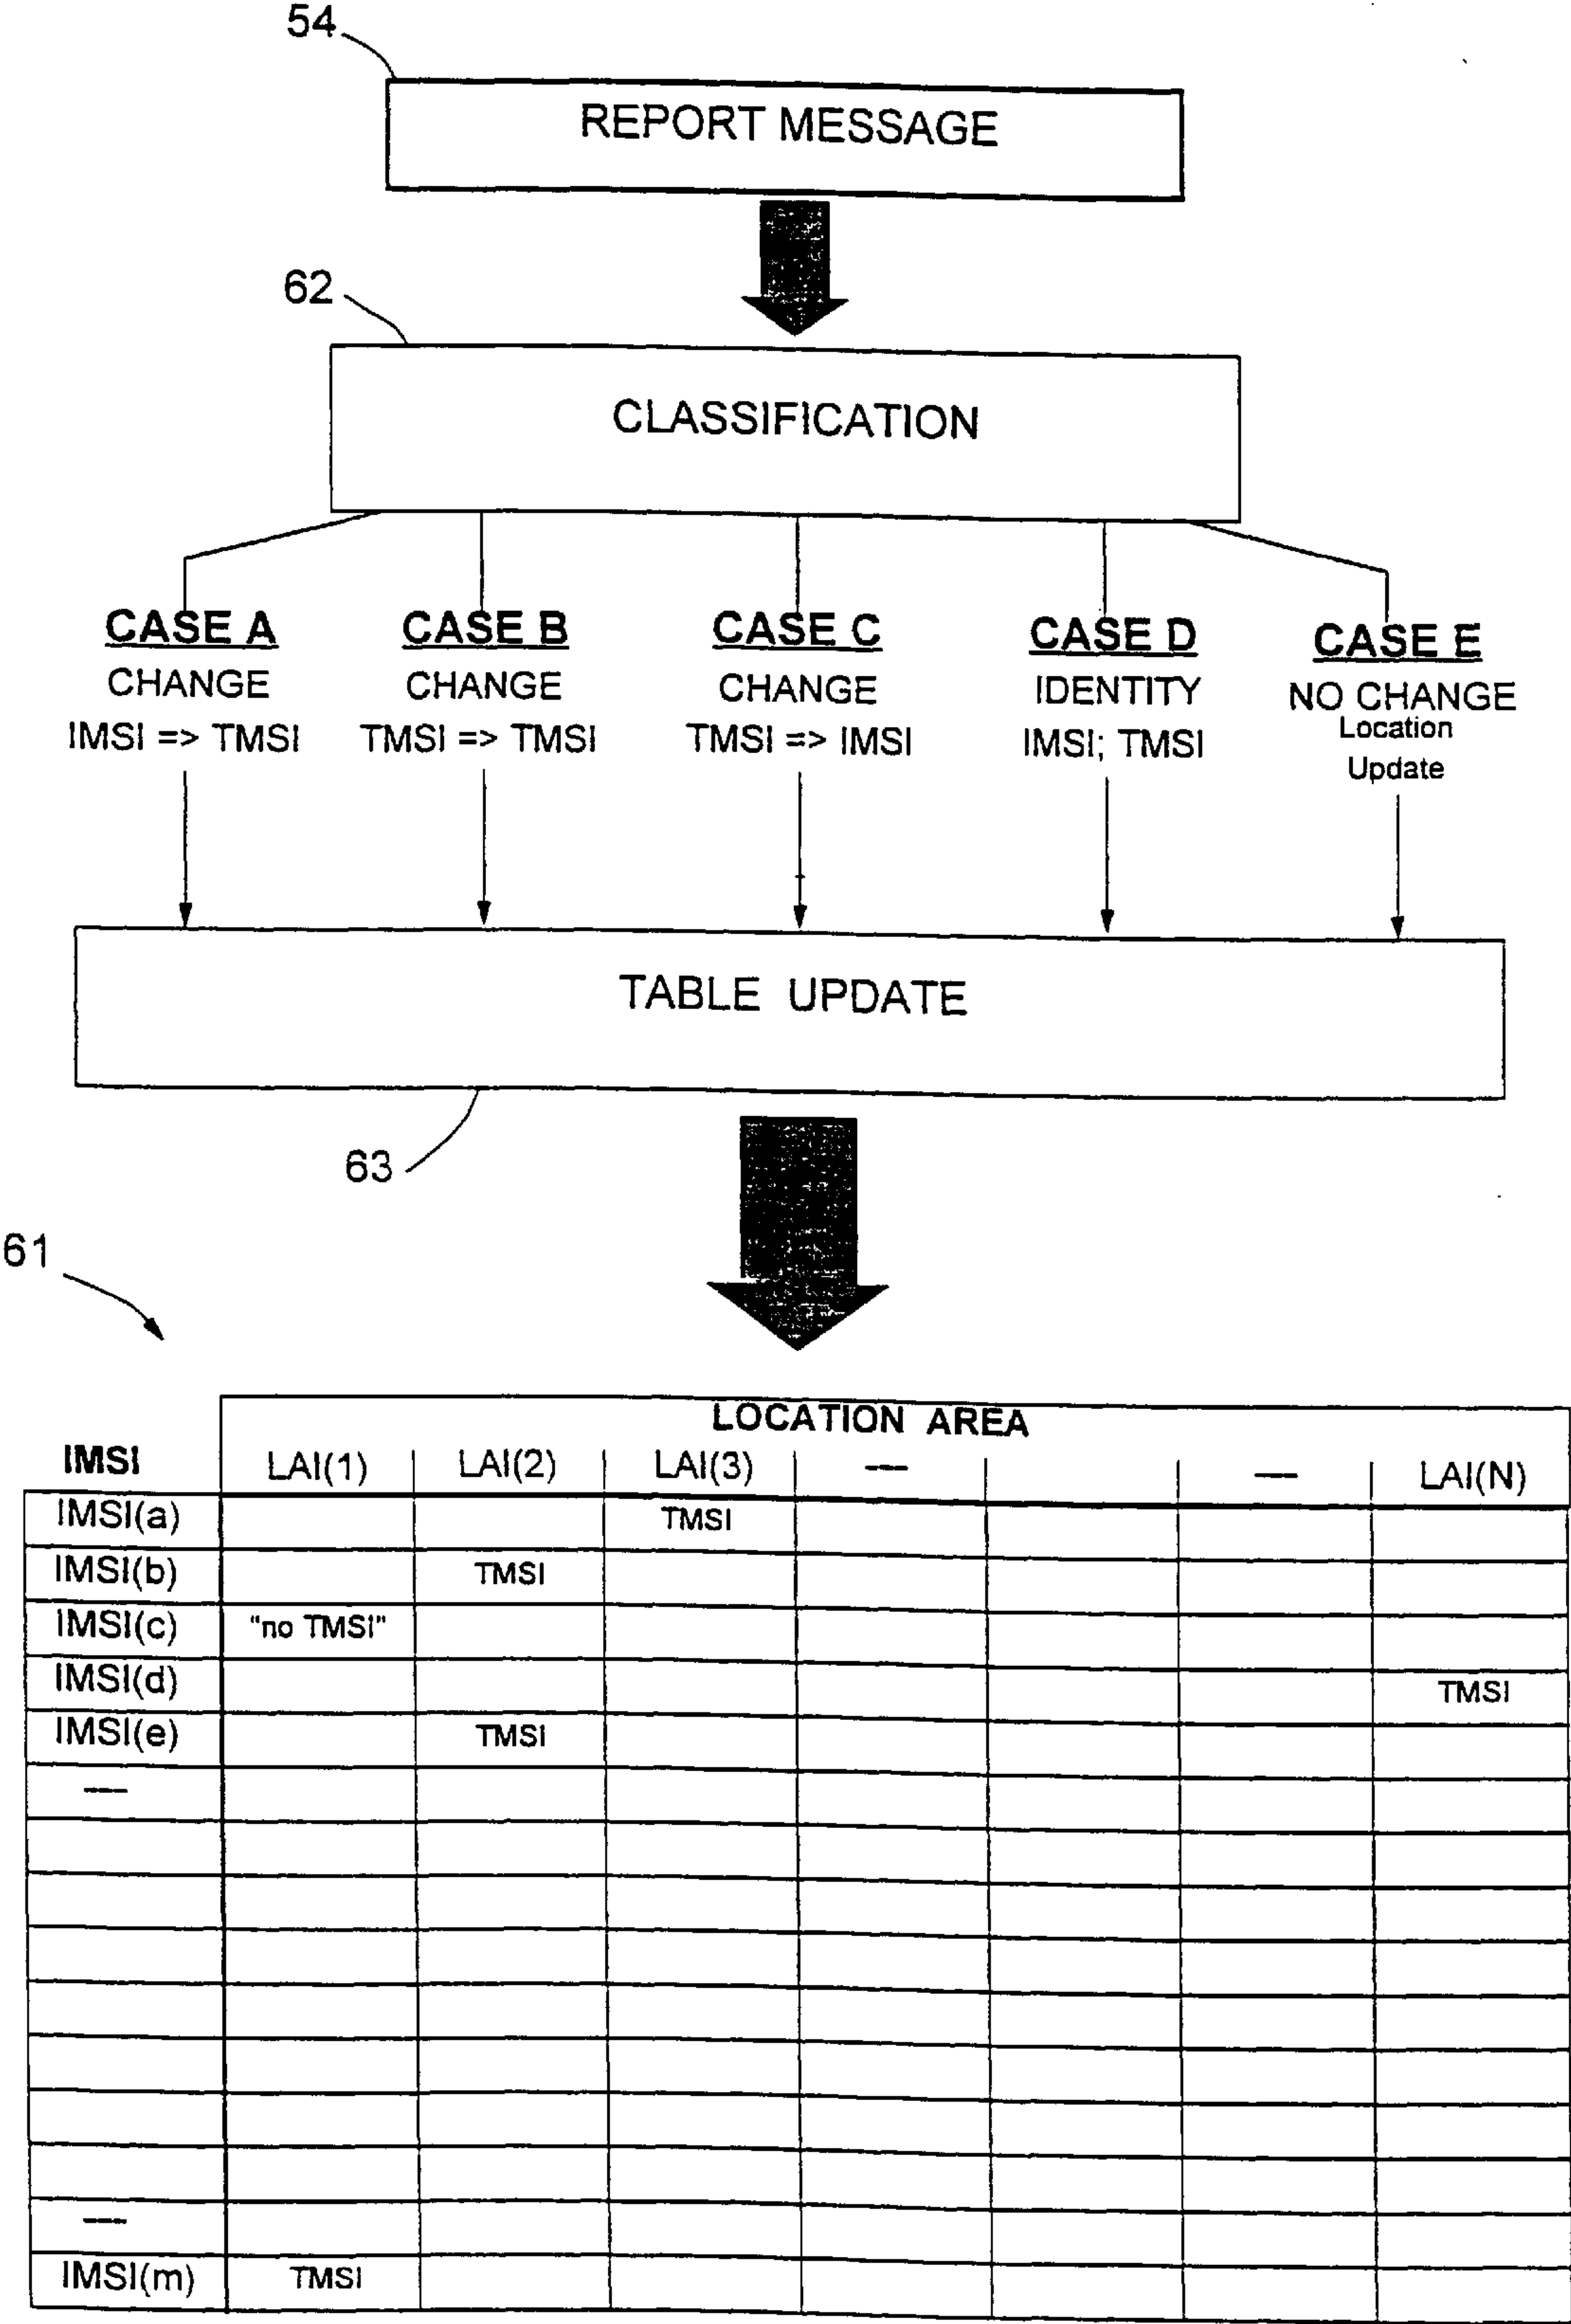 54
REPORT MESSAGE
62
CLASSIFICATION
CASE A CASE B CASE C CASE D CASE E
CHANGE CHANGE CHANGE IDENTITY NO CHANGE
IMSI => TMSI TMSI => TMSI TMSI => IMSI IMSI; TMSI Location
Update
TABLE UPDATE
63
61
LOCATION AREA
IMSI LAI(1) LAI(2) LAI(3) — — LAI(N)
IMSI(a) TMSI
IMSI(b) TMSI
IMSI(c) "no TMSI"
IMSI(d) TMSI
IMSI(e) TMSI
—
—
IMSI(m) TMSI